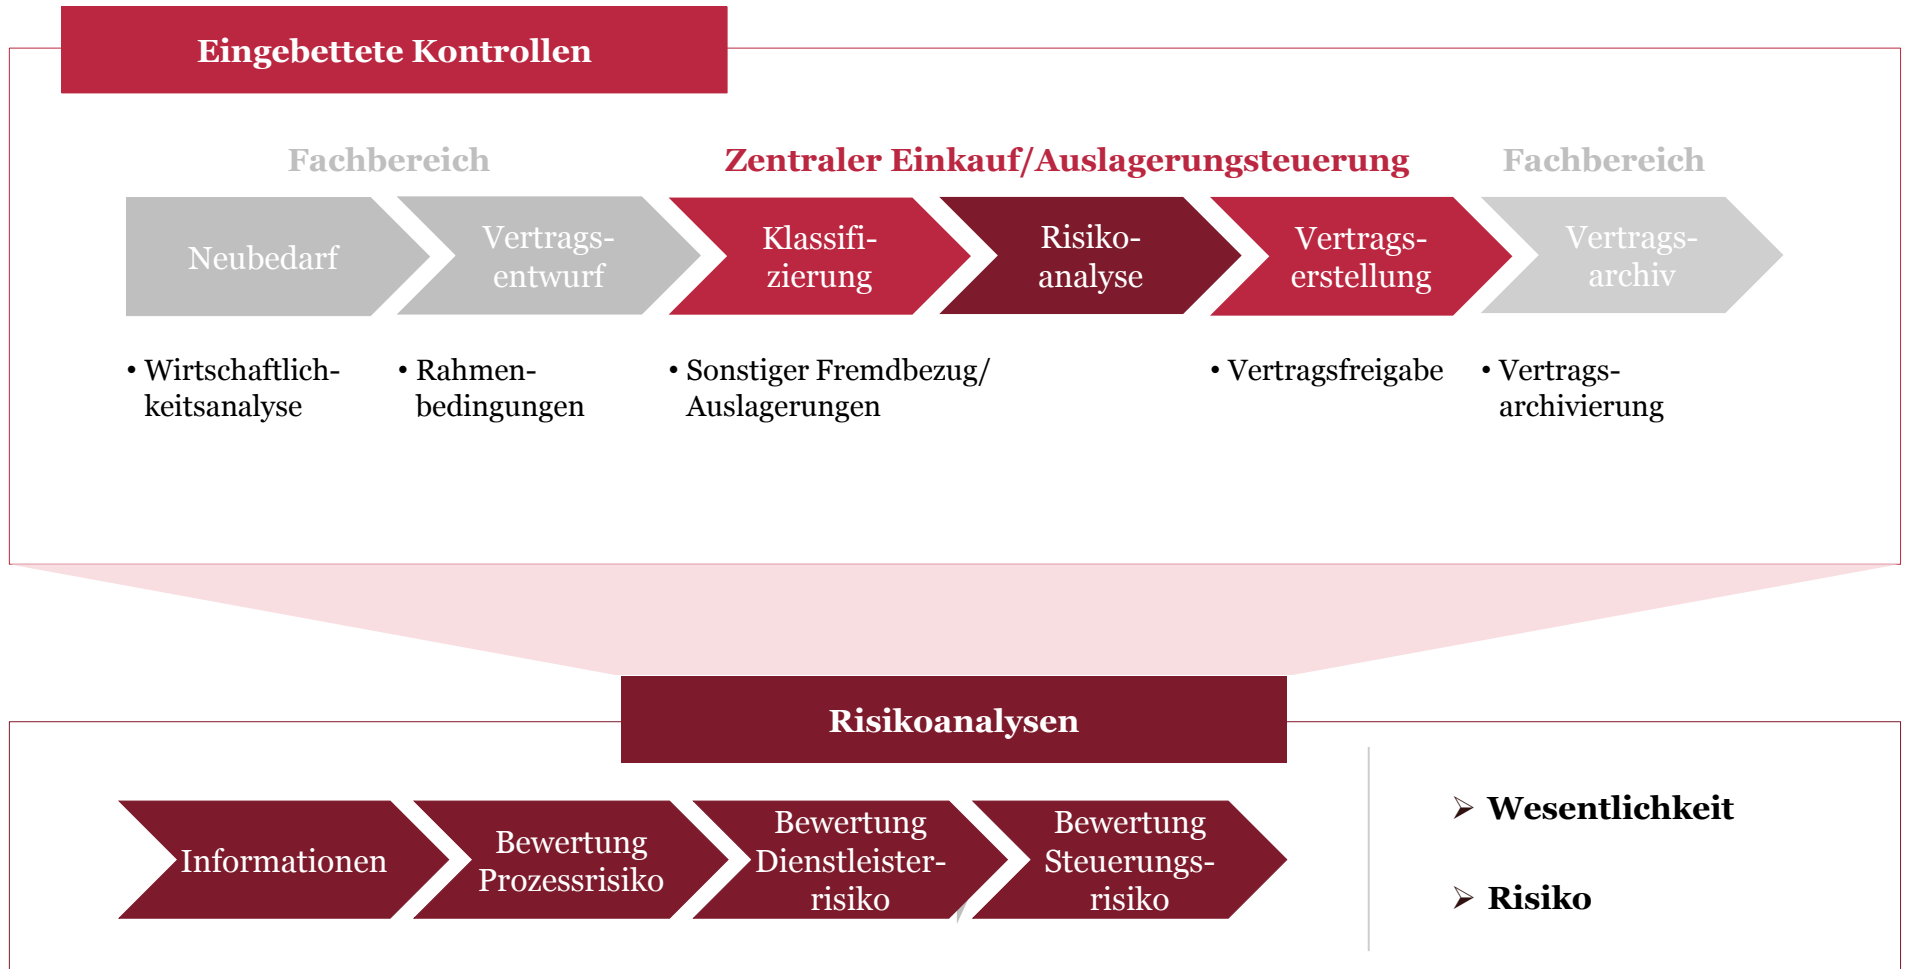 Eingebettete Kontrollen
Fachbereich
Zentraler Einkauf/Auslagerungsteuerung
Fachbereich
Neubedarf
Vertrags-
entwurf
Klassifi-
zierung
Risiko-
analyse
Vertrags-
erstellung
Vertrags-
archiv
• Wirtschaftlich-
keitsanalyse
• Rahmen-
bedingungen
• Sonstiger Fremdbezug/
Auslagerungen
• Vertragsfreigabe
• Vertrags-
archivierung
Risikoanalysen
Informationen
Bewertung
Prozessrisiko
Bewertung
Dienstleister-
risiko
Bewertung
Steuerungs-
risiko
➢ Wesentlichkeit
➢ Risiko